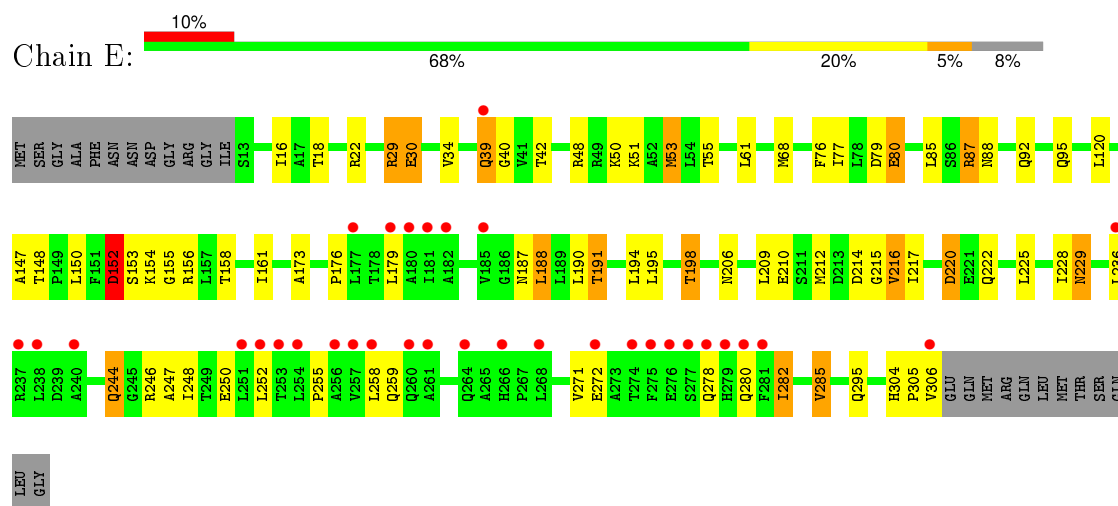 10%
Chain E:
68% 20% 5% 8%
MET SER GLY ALA PHE ASN ASN ASP GLY ARG GLY ILE S13 I16 A17 T18 R22 R29 E30 V34 Q39 G40 V41 T42 R48 R49 K50 K51 A52 M53 L54 T55 L61 M68 F76 I77 L78 D79 E80 L85 S86 R87 N88 Q92 Q95 L120
A147 T148 P149 L150 F151 D152 S153 K154 G155 R156 L157 T158 I161 A173 P176 L177 T178 L179 A180 I181 A182 V185 G186 N187 L188 L189 L190 T191 L194 L195 T198 N206 L209 E210 S211 M212 D213 D214 G215 V216 I217 D220 E221 Q222 L225 I228 N229 L236
R237 L238 D239 A240 Q244 G245 R246 A247 I248 T249 E250 L251 L252 T253 L254 P255 A256 V257 L258 Q259 Q260 A261 Q264 A265 H266 P267 L268 V271 E272 A273 T274 F275 E276 S277 Q278 H279 Q280 F281 I282 V285 Q295 H304 P305 V306 GLU GLN MET ARG GLN LEU MET THR SER GLN
LEU GLY